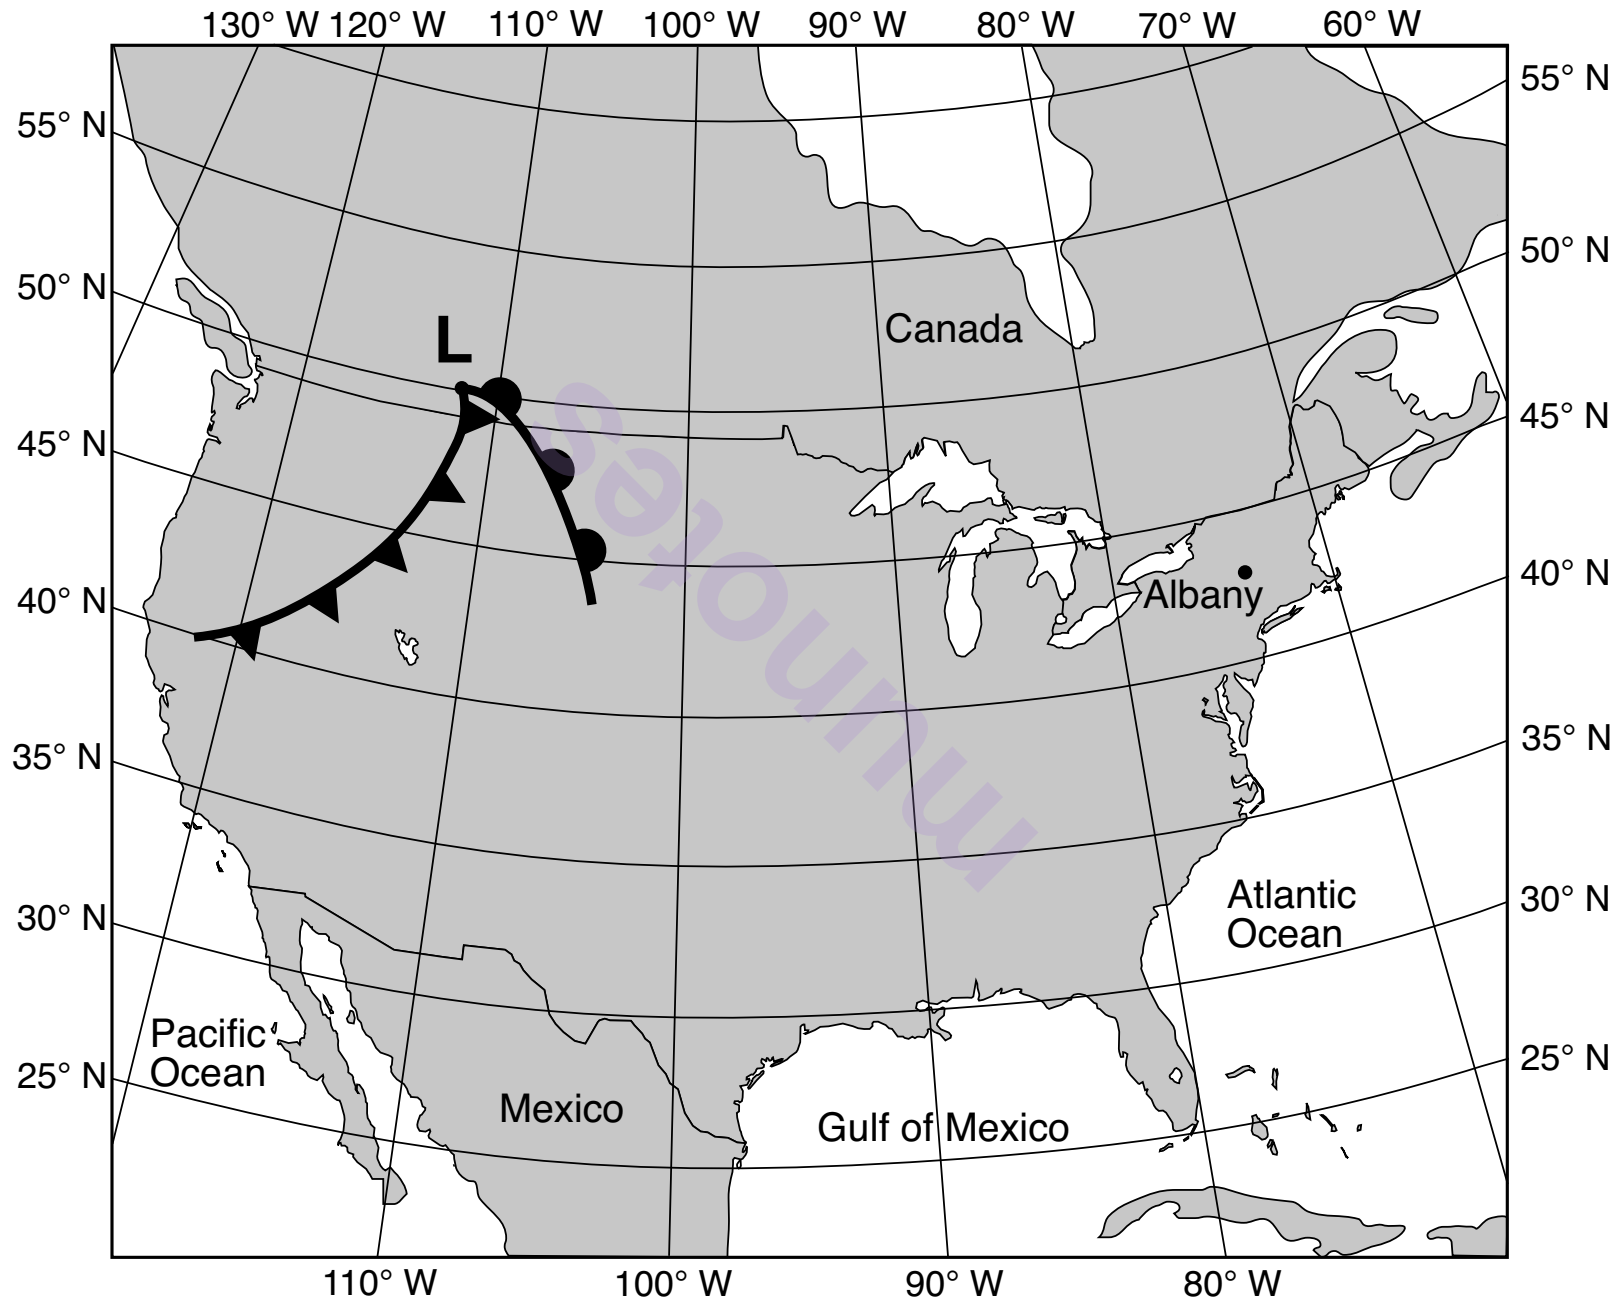 130° W 120° W 110° W 100° W 90° W 80° W 70° W 60° W
55° N
55° N
50° N
50° N
L
Canada
45° N
45° N
40° N
40° N
Albany
munotes
35° N
35° N
30° N
30° N
Atlantic
Ocean
Pacific
Ocean
25° N
25° N
Mexico
Gulf of Mexico
110° W 100° W 90° W 80° W